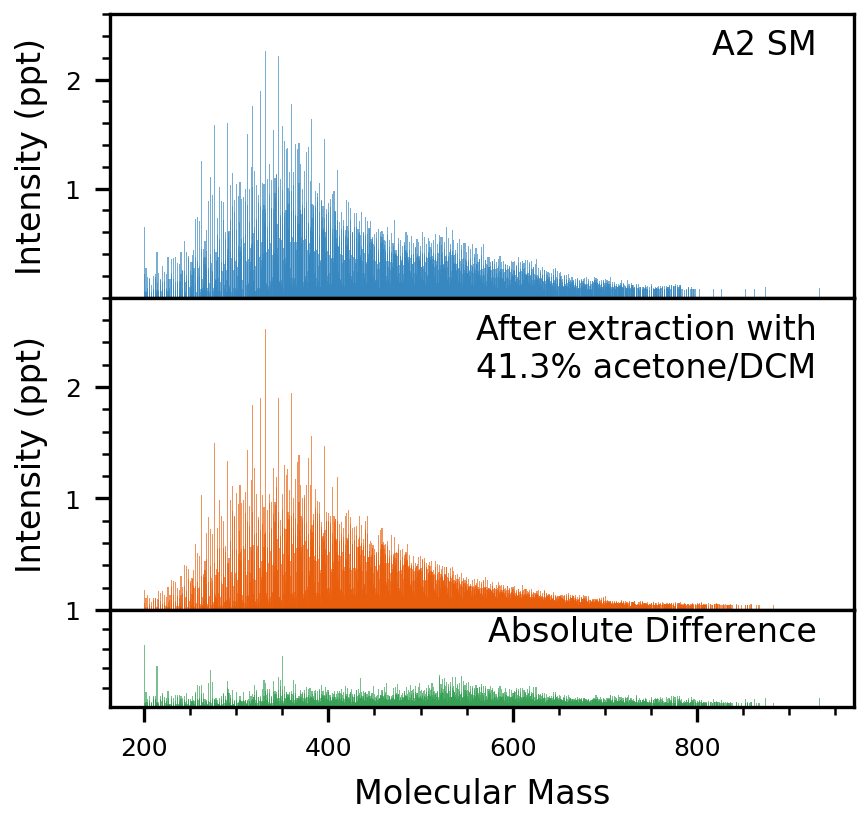 A2 SM
Intensity (ppt)
2
1
After extraction with
41.3% acetone/DCM
Intensity (ppt)
2
1
1
Absolute Difference
200 400 600 800
Molecular Mass